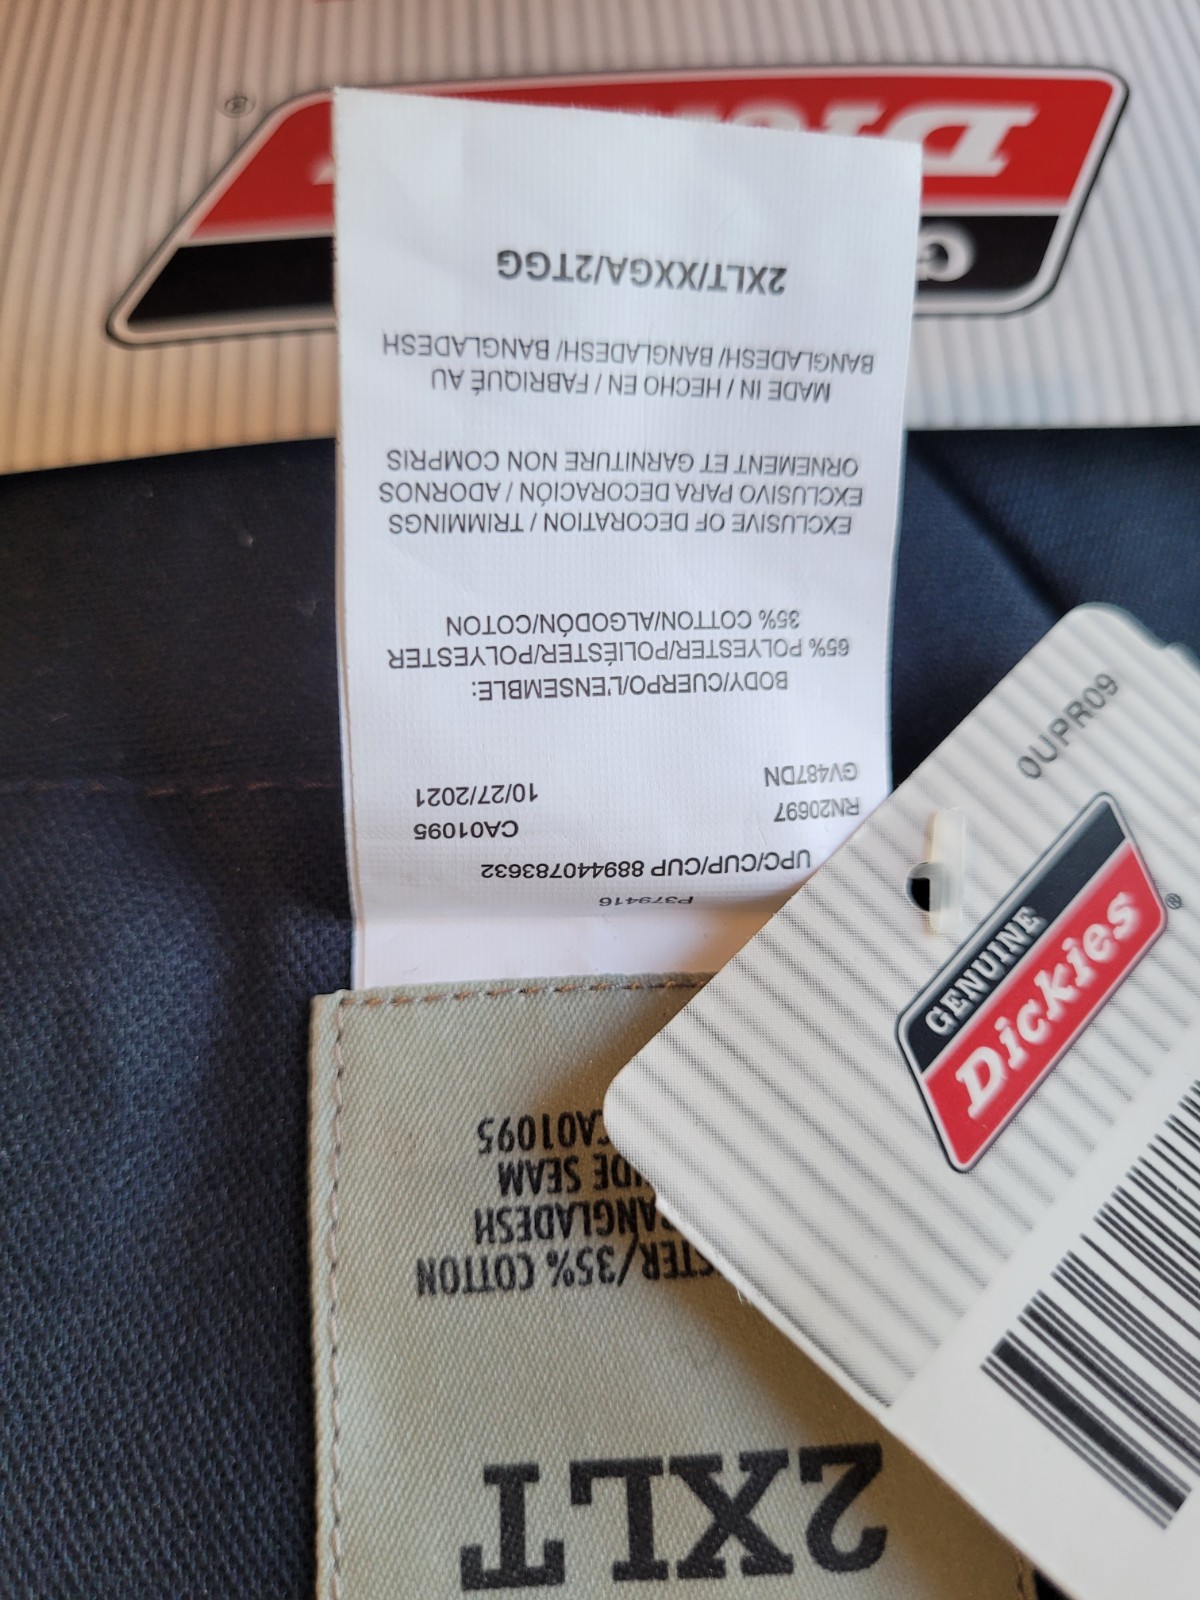 P379416
UPC/CUP/CUP 889440783632
RN20697 CA01095
GV487DN 10/27/2021
BODY/CUERPO/L'ENSEMBLE:
65% POLYESTER/POLIÉSTER/POLYESTER
35% COTTON/ALGODÓN/COTON
EXCLUSIVE OF DECORATION / TRIMMINGS
EXCLUSIVO PARA DECORACIÓN / ADORNOS
ORNEMENT ET GARNITURE NON COMPRIS
MADE IN / HECHO EN / FABRIQUÉ AU
BANGLADESH/ BANGLADESH/ BANGLADESH
2XLT/XXGA/2TGG
2XLT
35% COTTON
BANGLADESH
SEAM
CA01095
0UPR09
GENUINE
Dickies®
®